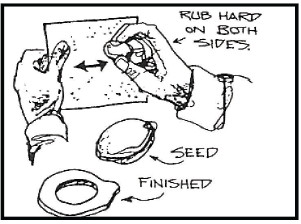 RUB HARD
ON BOTH
SIDES.
SEED
FINISHED